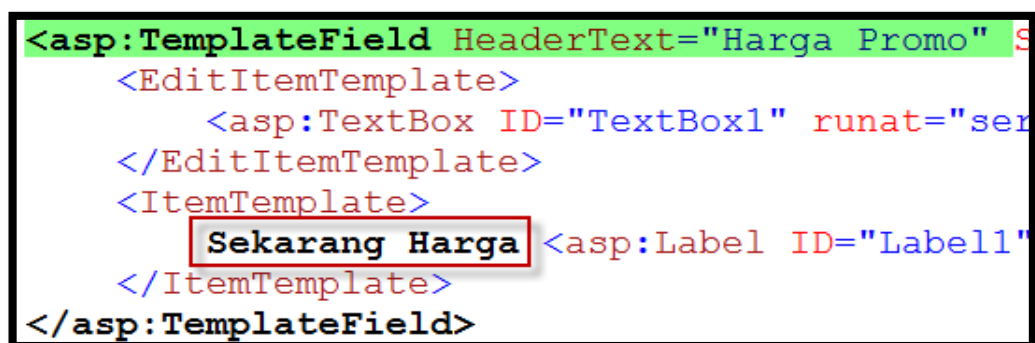 <asp:TemplateField HeaderText="Harga Promo" S
<EditItemTemplate>
<asp:TextBox ID="TextBox1" runat="ser
</EditItemTemplate>
<ItemTemplate>
Sekarang Harga <asp:Label ID="Label1"
</ItemTemplate>
</asp:TemplateField>